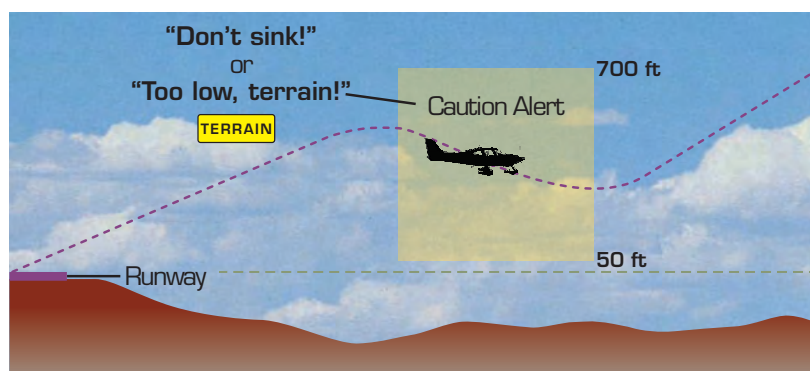 “Don’t sink!”
or
“Too low, terrain!”
TERRAIN
Caution Alert
700 ft
50 ft
Runway